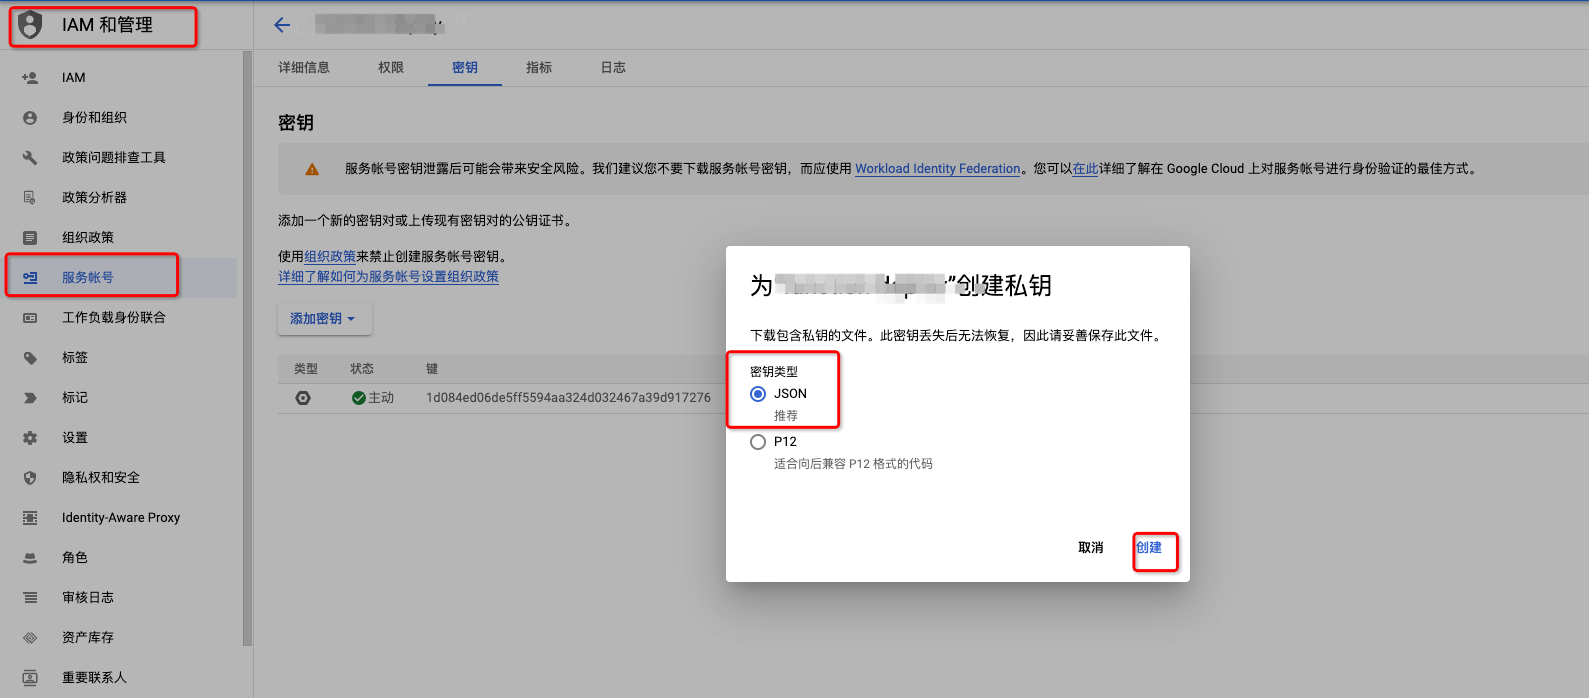 IAM 和管理
IAM
身份和组织
政策问题排查工具
政策分析器
组织政策
服务帐号
工作负载身份联合
标签
标记
设置
隐私权和安全
Identity-Aware Proxy
角色
审核日志
资产库存
重要联系人
详细信息 权限 密钥 指标 日志
密钥
服务帐号密钥泄露后可能会带来安全风险。我们建议您不要下载服务帐号密钥，而应使用 Workload Identity Federation。您可以在此详细了解在 Google Cloud 上对服务帐号进行身份验证的最佳方式。
添加一个新的密钥对或上传现有密钥对的公钥证书。
使用组织政策来禁止创建服务帐号密钥。
详细了解如何为服务帐号设置组织政策
添加密钥
类型 状态 键
主动 1d084ed06de5ff5594aa324d032467a39d917276
为“ ”创建私钥
下载包含私钥的文件。此密钥丢失后无法恢复，因此请妥善保存此文件。
密钥类型
JSON
推荐
P12
适合向后兼容 P12 格式的代码
取消 创建